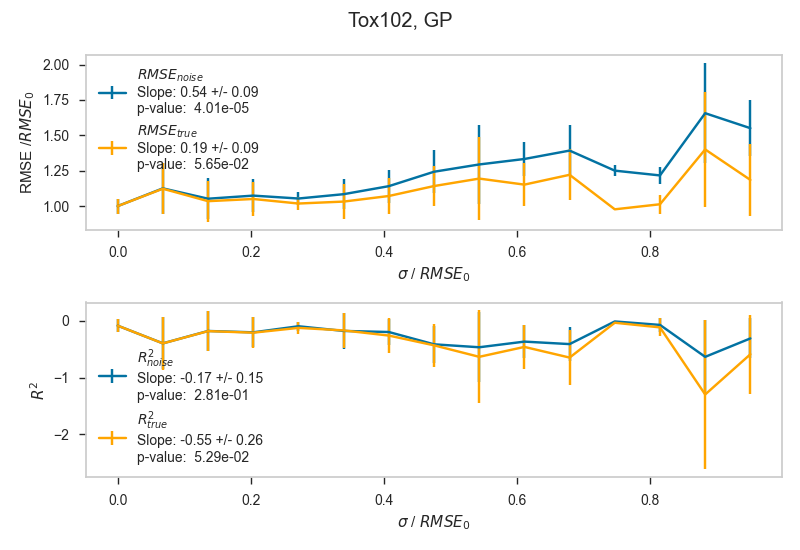 Tox102, GP
RMSE /RMSE₀
2.00
1.75
1.50
1.25
1.00
RMSE_noise
Slope: 0.54 +/- 0.09
p-value: 4.01e-05
RMSE_true
Slope: 0.19 +/- 0.09
p-value: 5.65e-02
0.0 0.2 0.4 0.6 0.8
σ / RMSE₀
R²
0
−1
−2
R²_noise
Slope: -0.17 +/- 0.15
p-value: 2.81e-01
R²_true
Slope: -0.55 +/- 0.26
p-value: 5.29e-02
0.0 0.2 0.4 0.6 0.8
σ / RMSE₀